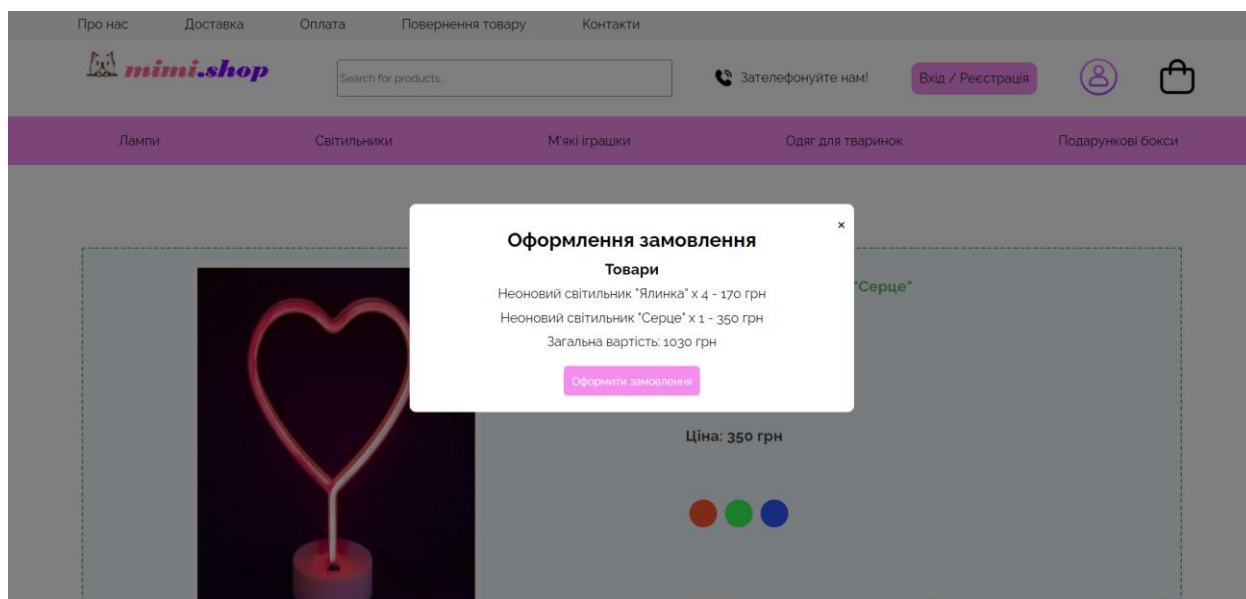 Про нас Доставка Оплата Повернення товару Контакти
mimi.shop Search for products.. Зателефонуйте нам! Вхід / Реєстрація
Лампи Світильники М'які іграшки Одяг для тваринок Подарункові бокси
×
Оформлення замовлення
Товари
Неоновий світильник "Ялинка" x 4 - 170 грн
"Серце"
Неоновий світильник "Серце" x 1 - 350 грн
Загальна вартість: 1030 грн
Оформити замовлення
Ціна: 350 грн